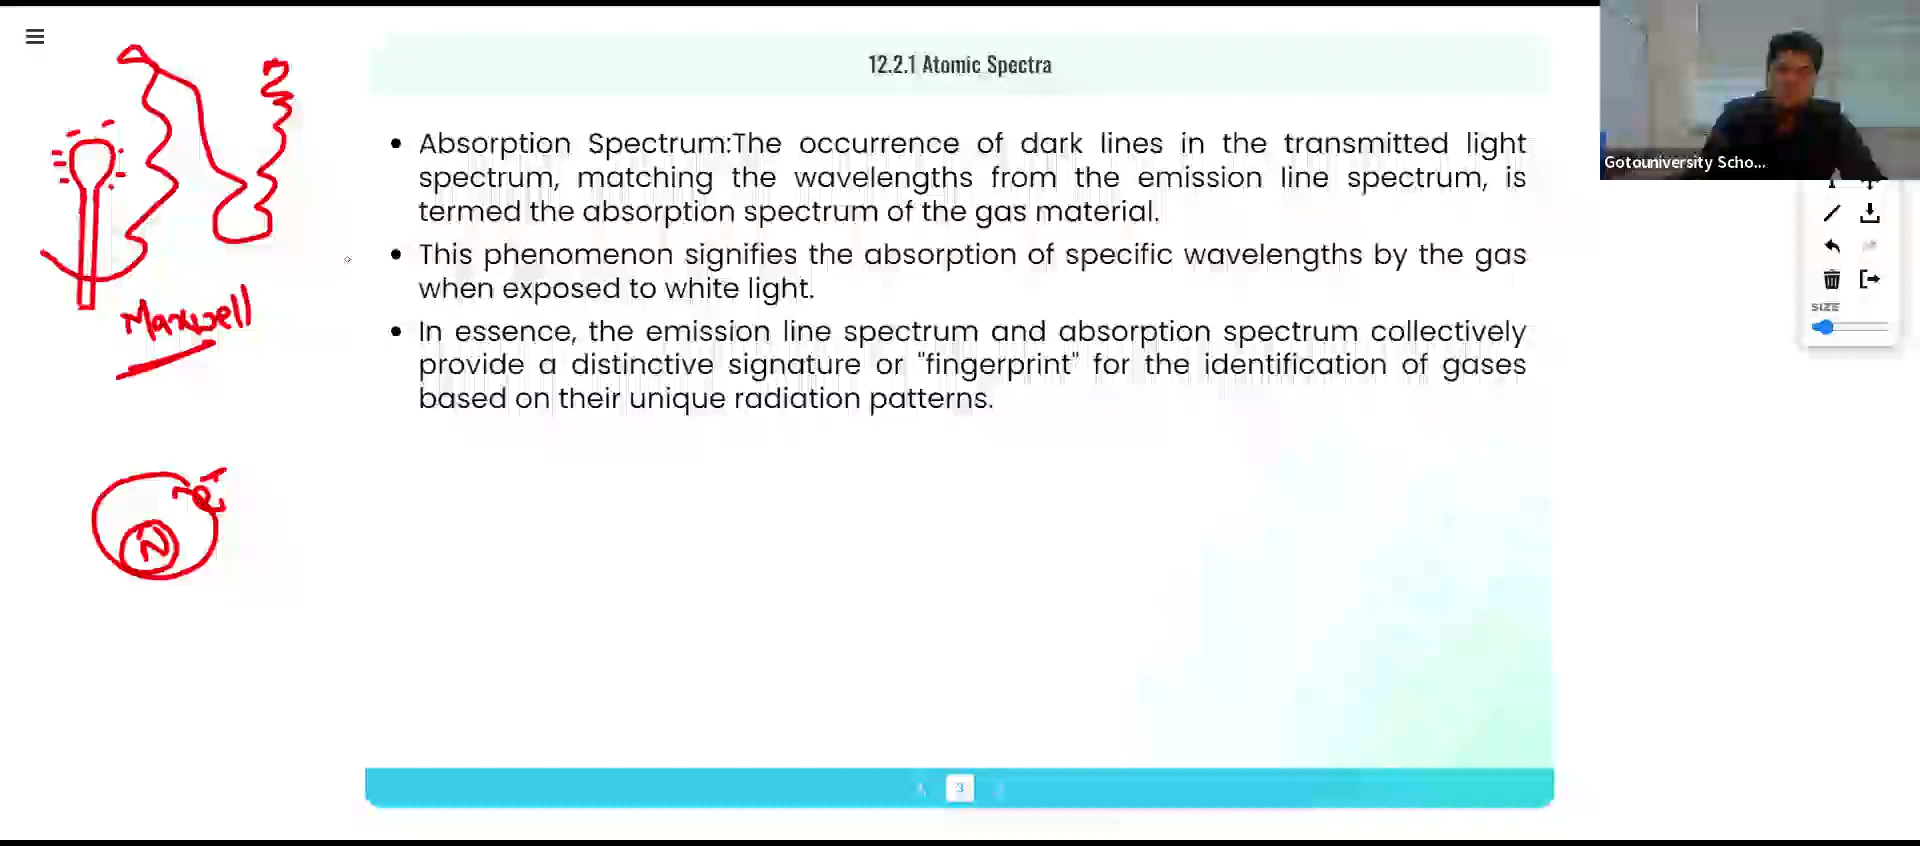 12.2.1 Atomic Spectra
• Absorption Spectrum:The occurrence of dark lines in the transmitted light
spectrum, matching the wavelengths from the emission line spectrum, is
termed the absorption spectrum of the gas material.
• This phenomenon signifies the absorption of specific wavelengths by the gas
when exposed to white light.
• In essence, the emission line spectrum and absorption spectrum collectively
provide a distinctive signature or "fingerprint" for the identification of gases
based on their unique radiation patterns.
Maxwell
e
N
3
Gotouniversity Scho...
SIZE